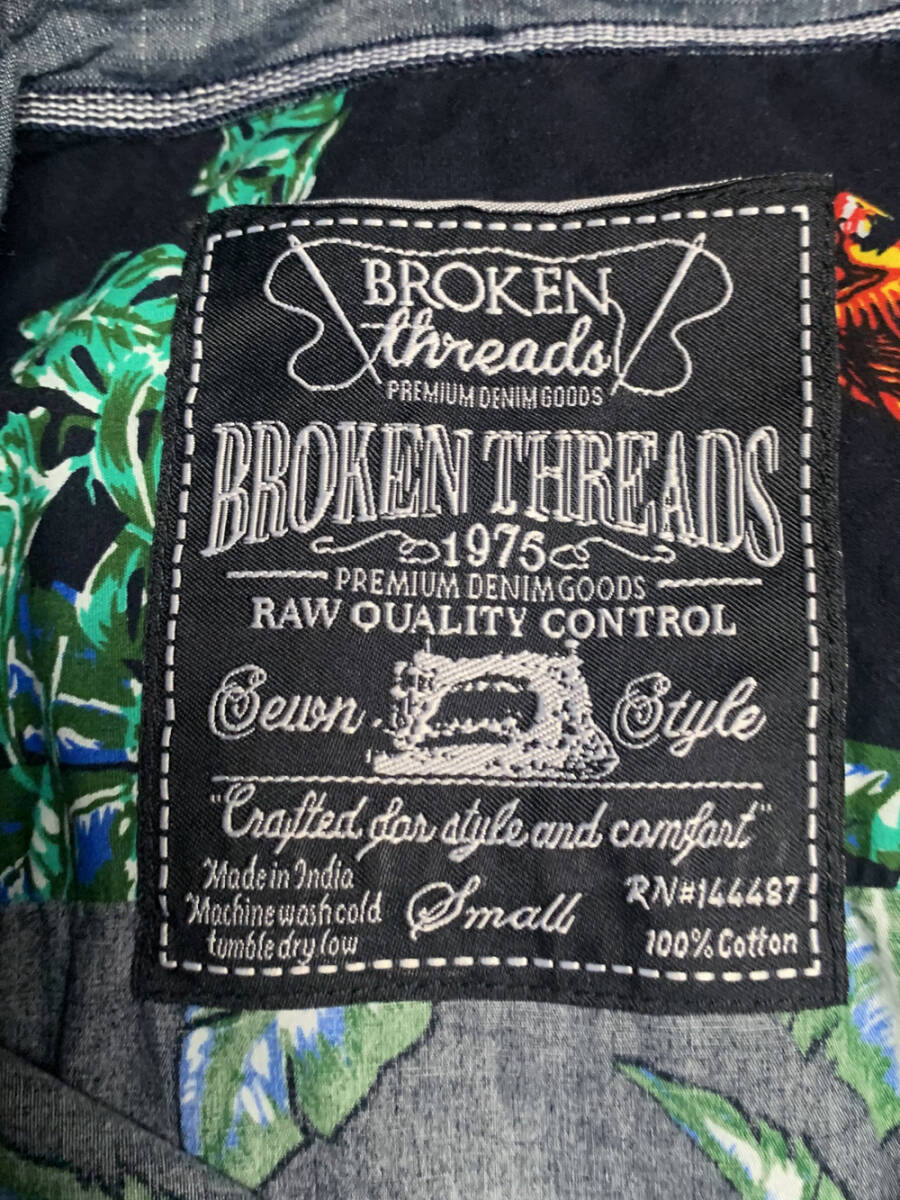 BROKEN
threads
PREMIUM DENIM GOODS
BROKEN THREADS
1975
PREMIUM DENIM GOODS
RAW QUALITY CONTROL
Sewn Style
"Crafted for style and comfort"
Made in India
Machine wash cold
tumble dry low
Small
RN#144487
100% Cotton